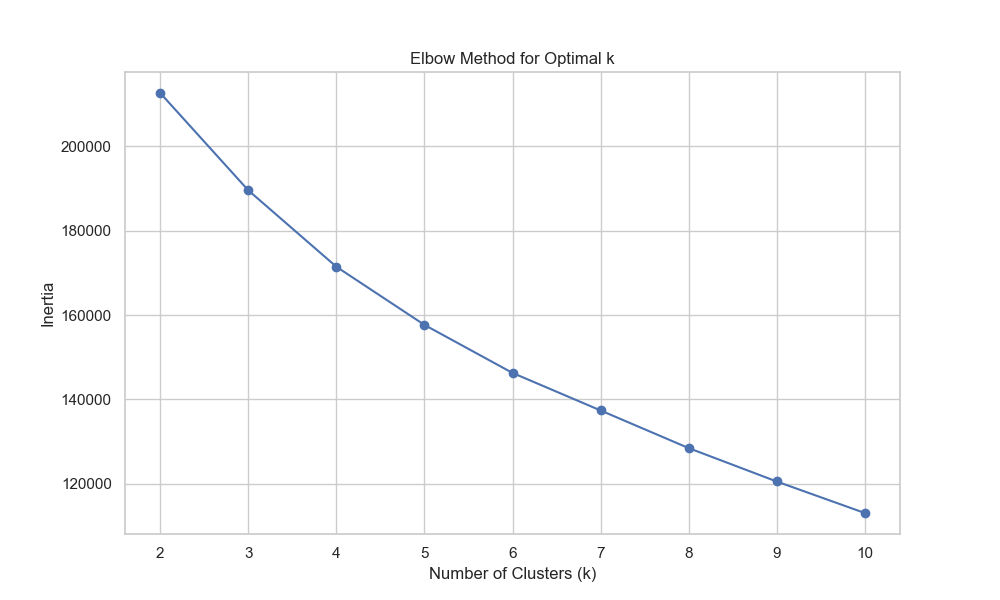 Elbow Method for Optimal k
Inertia
200000
180000
160000
140000
120000
2 3 4 5 6 7 8 9 10
Number of Clusters (k)